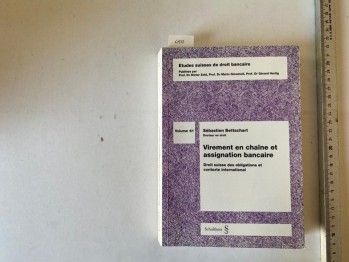 Etudes suisses de droit bancaire
Publiées par
Prof. Dr Dieter Zobl, Prof. Dr Mario Giovanoli, Prof. Dr Gérard Hertig
Sébastien Bettschart
Docteur en droit
Virement en chaîne et
assignation bancaire
Droit suisse des obligations et
contexte international
Schulthess §